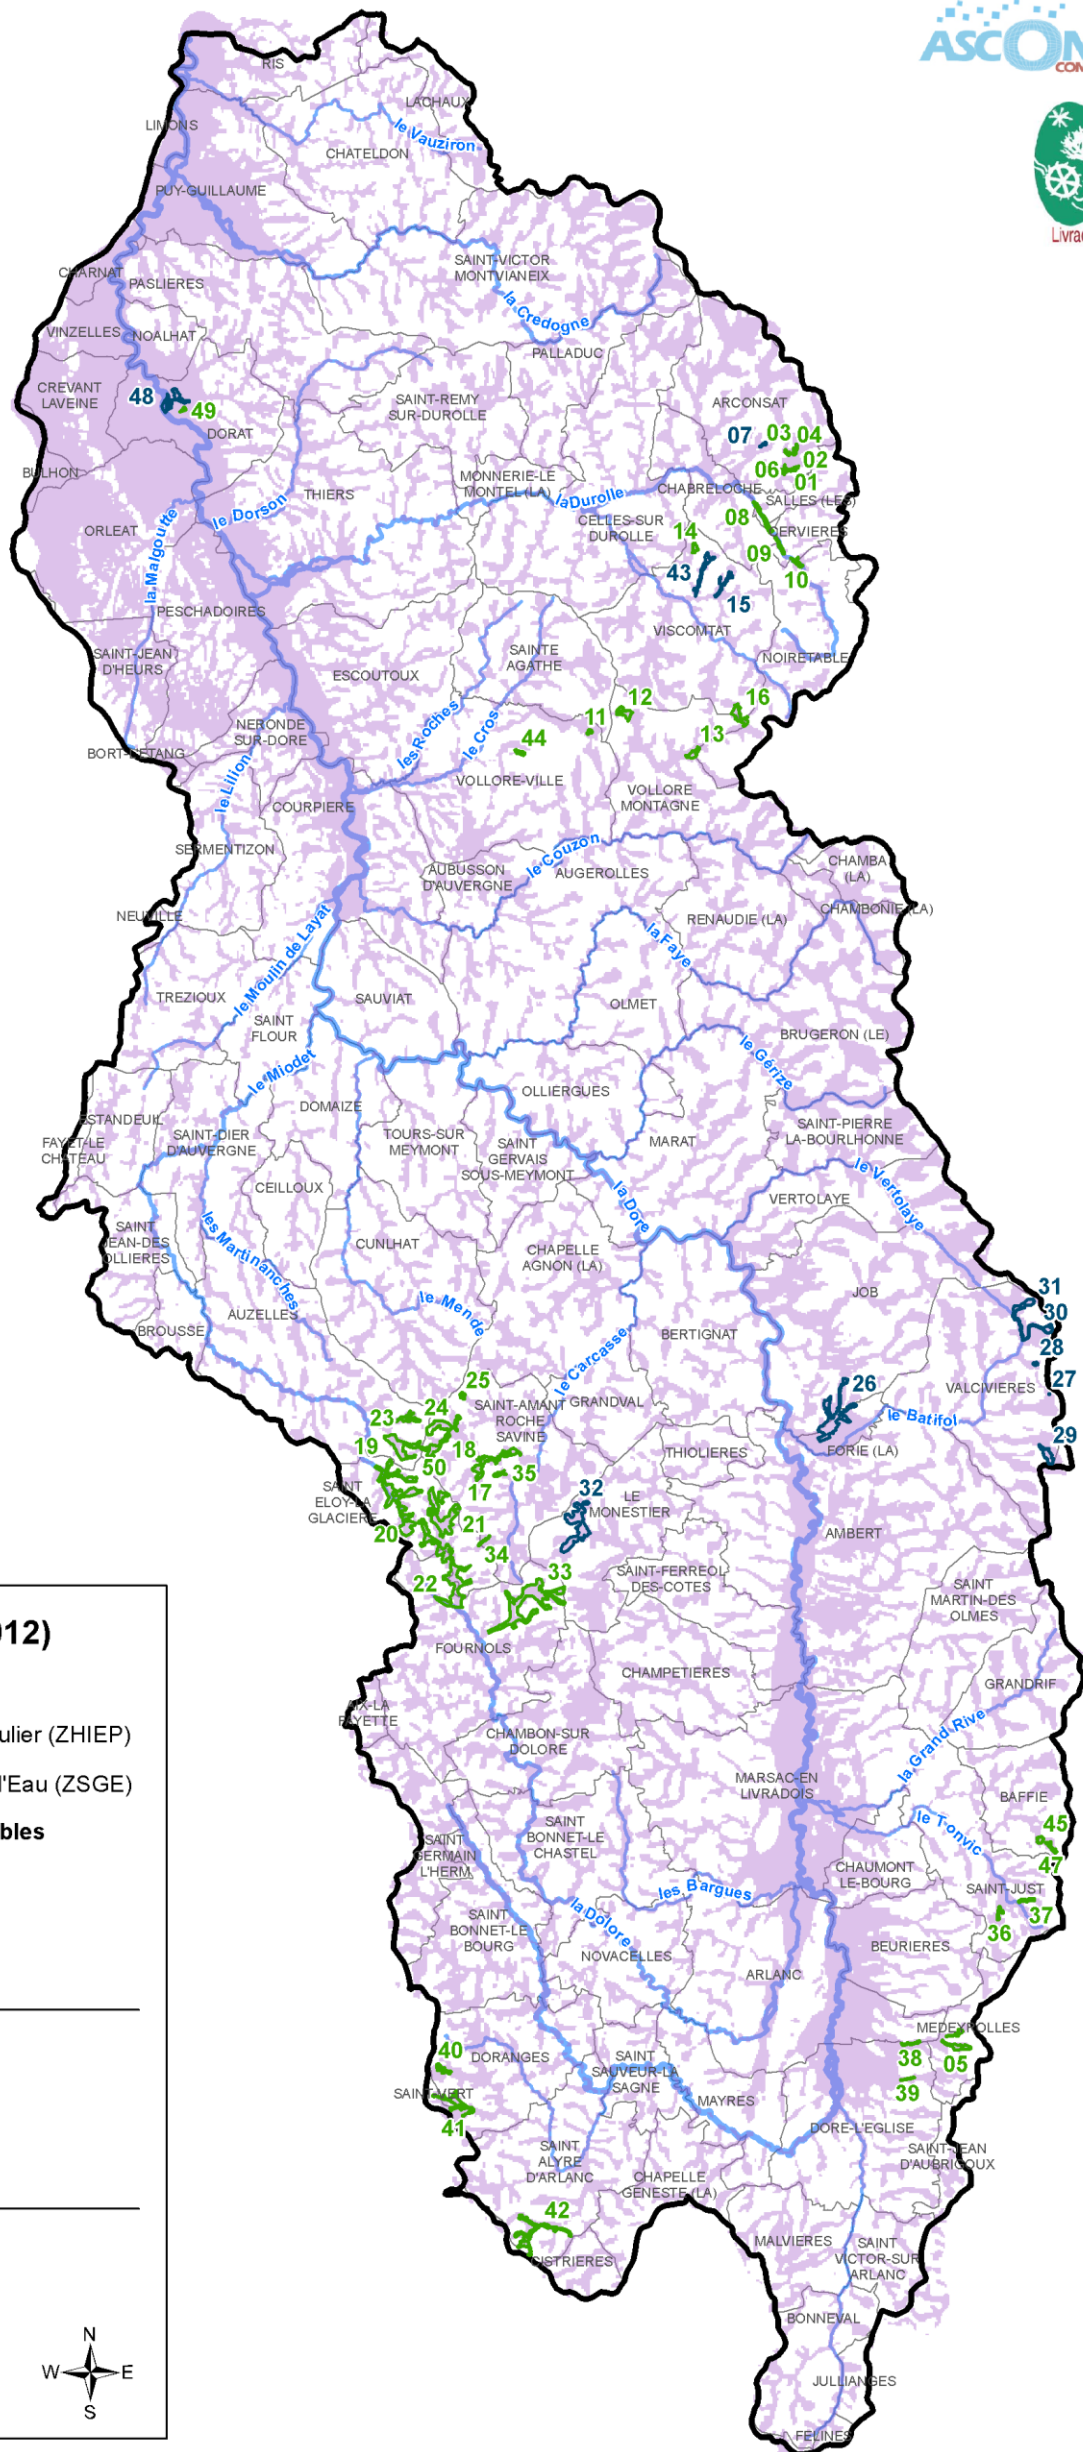 ASCON
COM
Livrad
RIS
LACHAUX
LIMONS
le Vauziron
CHATELDON
PUY-GUILLAUME
SAINT-VICTOR
MONTVIANEIX
CHARNAT
PASLIERES
la Credogne
VINZELLES
NOALHAT
PALLADUC
CREVANT
LAVEINE
48
49
SAINT-REMY
SUR-DUROLLE
ARCONSAT
DORAT
07
03
04
02
06
01
BULHON
MONNERIE-LE
MONTEL (LA)
THIERS
la Durolle
CHABRELOCHE
SALLES (LES)
le Dorson
ORLEAT
CELLES-SUR
DUROLLE
08
CERVIERES
14
09
la Malgoutte
43
10
15
PESCHADOIRES
VISCOMTAT
SAINT-JEAN
D'HEURS
SAINTE
AGATHE
NOIRETABLE
ESCOUTOUX
12
16
11
les Roches
le Cros
NERONDE
SUR-DORE
44
13
BORT-L'ETANG
VOLLORE-VILLE
le Lilion
VOLLORE
MONTAGNE
COURPIERE
SERMENTIZON
le Couzon
AUBUSSON
D'AUVERGNE
AUGEROLLES
CHAMBA
(LA)
NEUVILLE
CHAMBONIE (LA)
RENAUDIE (LA)
la Faye
le Moulin de Layat
TREZIOUX
SAUVIAT
OLMET
SAINT
FLOUR
BRUGERON (LE)
le Gérize
le Miodet
OLLIERGUES
DOMAIZE
ESTANDEUIL
SAINT-PIERRE
LA-BOURLHONNE
FAYET-LE
CHATEAU
SAINT-DIER
D'AUVERGNE
TOURS-SUR
MEYMONT
SAINT
GERVAIS
SOUS-MEYMONT
MARAT
le Vertolaye
CEILLOUX
la Dore
VERTOLAYE
SAINT
JEAN-DES
OLLIERES
les Martinanches
CUNLHAT
CHAPELLE
AGNON (LA)
31
JOB
30
AUZELLES
le Mende
BROUSSE
BERTIGNAT
28
le Carcasse
27
25
26
VALCIVIERES
SAINT-AMANT
ROCHE
SAVINE
GRANDVAL
23
24
le Batifol
29
19
18
THIOLIERES
FORIE (LA)
50
35
SAINT
ELOY-LA
GLACIERE
17
32
LE
MONESTIER
20
21
AMBERT
34
33
SAINT-FERREOL
DES-COTES
22
SAINT
MARTIN-DES
OLMES
012)
FOURNOLS
CHAMPETIERES
GRANDRIF
AIX-LA
FAYETTE
ulier (ZHIEP)
CHAMBON-SUR
DOLORE
la Grand Rive
l'Eau (ZSGE)
MARSAC-EN
LIVRADOIS
BAFFIE
bles
45
SAINT
BONNET-LE
CHASTEL
le Tonvic
SAINT
GERMAIN
L'HERM
47
CHAUMONT
LE-BOURG
SAINT-JUST
les Bargues
37
36
SAINT
BONNET-LE
BOURG
la Dolore
BEURIERES
NOVACELLES
ARLANC
MEDEYROLLES
40
38
05
DORANGES
SAINT
SAUVEUR-LA
SAGNE
39
SAINT-VERT
MAYRES
41
DORE-L'EGLISE
SAINT
ALYRE
D'ARLANC
SAINT-JEAN
D'AUBRIGOUX
CHAPELLE
GENESTE (LA)
42
MALVIERES
SAINT
VICTOR-SUR
ARLANC
CISTRIERES
BONNEVAL
N
W
E
S
JULLIANGES
FELINES